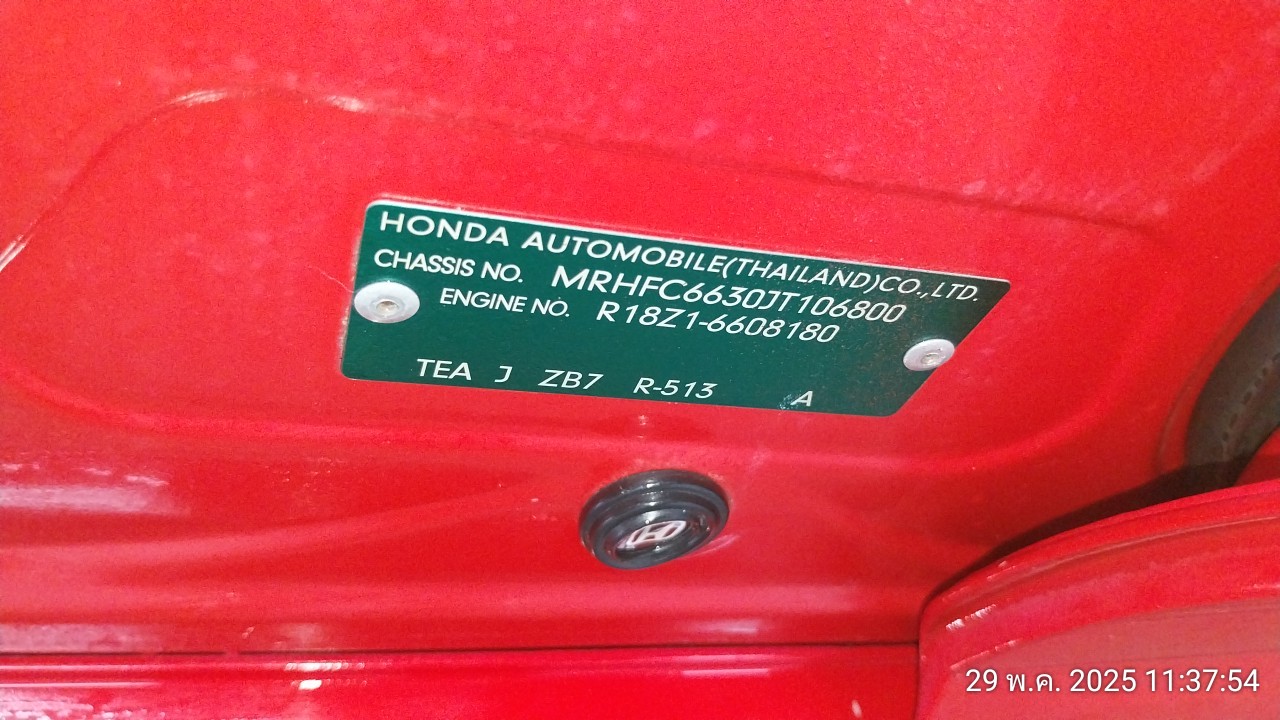 HONDA AUTOMOBILE(THAILAND)CO.,LTD.
CHASSIS NO. MRHFC6630JT106800
ENGINE NO. R18Z1-6608180
TEA J ZB7 R-513 A
29 พ.ค. 2025 11:37:54